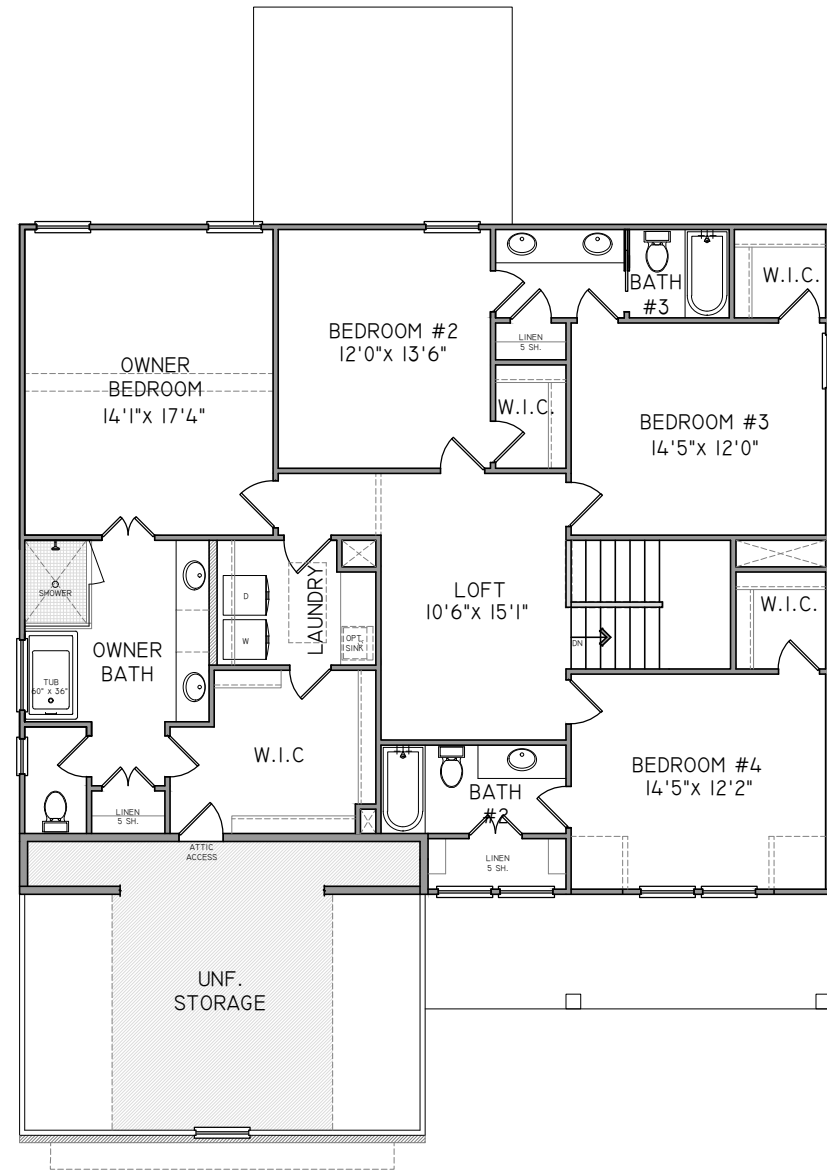 W.I.C.
BATH
#3
BEDROOM #2
12'0"x 13'6"
LINEN
5 SH.
OWNER
BEDROOM
14'1"x 17'4"
W.I.C.
BEDROOM #3
14'5"x 12'0"
SHOWER
D
W
LAUNDRY
OPT.
SINK
LOFT
10'6"x 15'1"
DN
W.I.C.
OWNER
BATH
TUB
60" x 36"
W.I.C
BATH
#2
BEDROOM #4
14'5"x 12'2"
LINEN
5 SH.
ATTIC
ACCESS
LINEN
5 SH.
UNF.
STORAGE